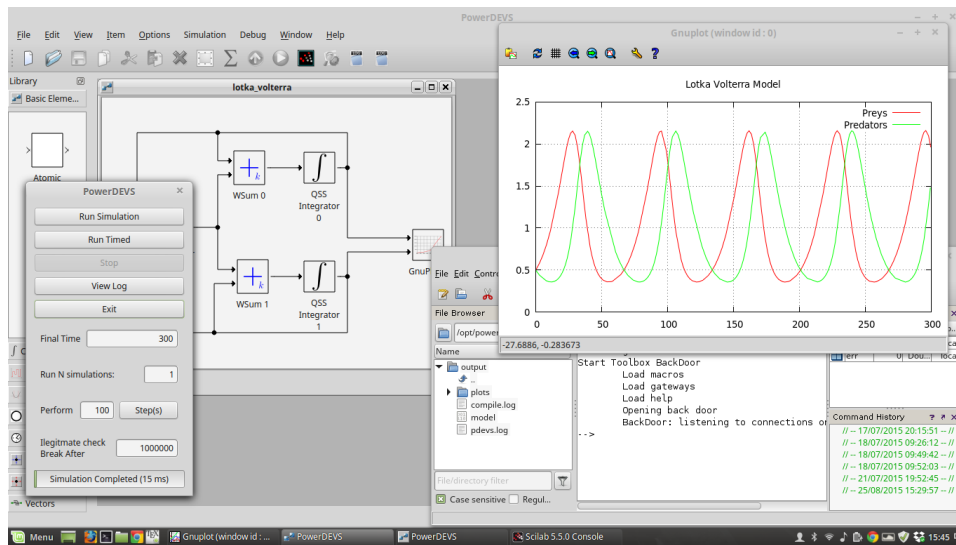 PowerDEVS
File Edit View Item Options Simulation Debug Window Help
Library
Basic Eleme...
Atomic
Vectors
lotka_volterra
WSum 0
QSS
Integrator
0
WSum 1
QSS
Integrator
1
PowerDEVS
Run Simulation
Run Timed
Stop
View Log
Exit
Final Time 300
Run N simulations: 1
Perform 100 Step(s)
Ilegitmate check
Break After 1000000
Simulation Completed (15 ms)
Gnuplot (window id : 0)
Lotka Volterra Model
Preys
Predators
2.5
2
1.5
1
0.5
0
0 50 100 150 200 250 300
-27.6886, -0.283673
File Edit
File Browser
Name
output
..
plots
compile.log
model
pdevs.log
File/directory filter
Case sensitive Regul...
Start Toolbox BackDoor
Load macros
Load gateways
Load help
Opening back door
BackDoor: listening to connections
-->
err 0 Dou...
Command History
// -- 17/07/2015 20:15:51 -- //
// -- 18/07/2015 09:26:12 -- //
// -- 18/07/2015 09:49:42 -- //
// -- 18/07/2015 09:52:03 -- //
// -- 21/07/2015 19:52:45 -- //
// -- 25/08/2015 15:29:57 -- //
Menu
Gnuplot (window id : ...
PowerDEVS
PowerDEVS
Scilab 5.5.0 Console
15:45